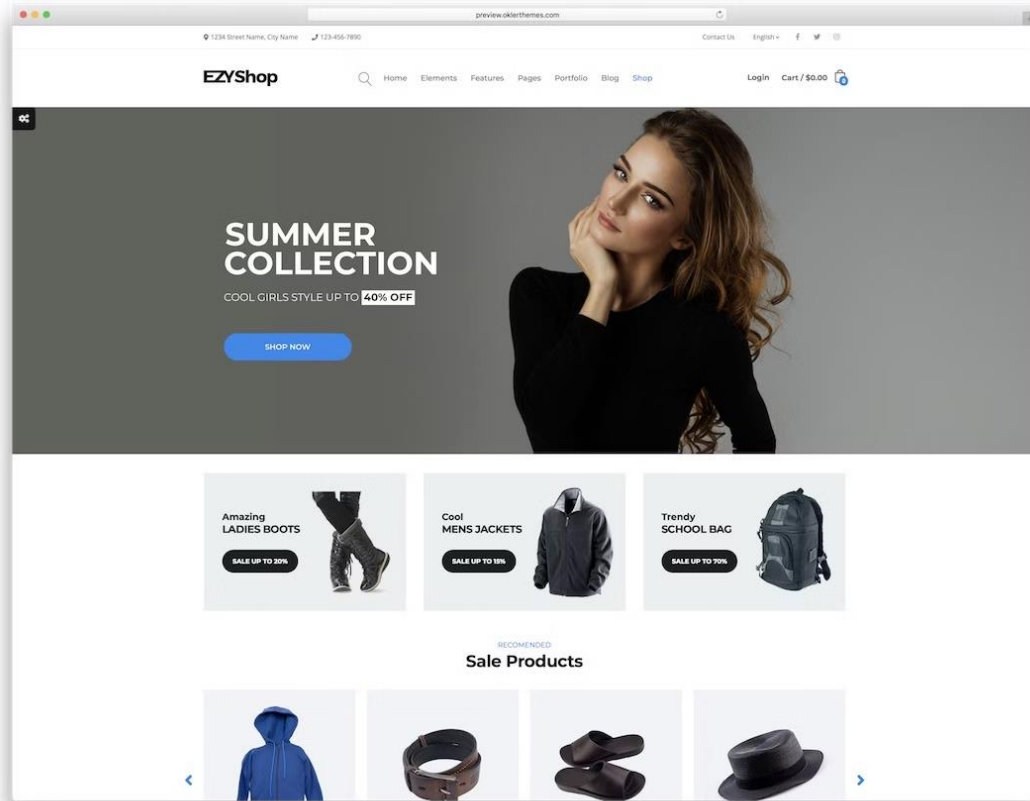 preview.oklerthemes.com
1234 Street Name, City Name 123-456-7890 Contact Us English
EZYShop Home Elements Features Pages Portfolio Blog Shop Login Cart / $0.00 0
SUMMER
COLLECTION
COOL GIRLS STYLE UP TO 40% OFF
SHOP NOW
Amazing
LADIES BOOTS
SALE UP TO 20%
Cool
MENS JACKETS
SALE UP TO 15%
Trendy
SCHOOL BAG
SALE UP TO 70%
RECOMENDED
Sale Products